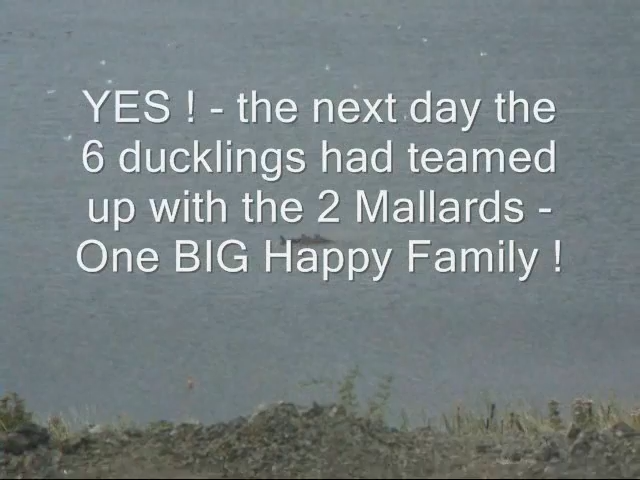 YES ! - the next day the
6 ducklings had teamed
up with the 2 Mallards -
One BIG Happy Family !